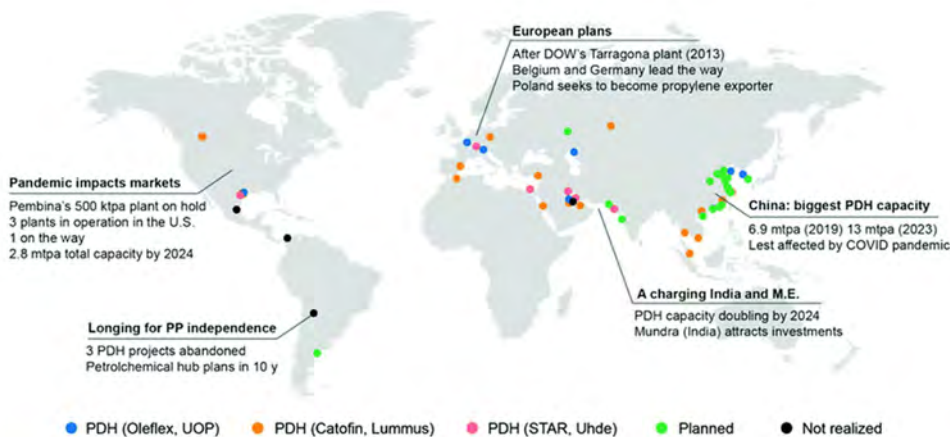 European plans
After DOW's Tarragona plant (2013)
Belgium and Germany lead the way
Poland seeks to become propylene exporter
Pandemic impacts markets
Pembina's 500 ktpa plant on hold
3 plants in operation in the U.S.
1 on the way
2.8 mtpa total capacity by 2024
China: biggest PDH capacity
6.9 mtpa (2019) 13 mtpa (2023)
Lest affected by COVID pandemic
A charging India and M.E.
PDH capacity doubling by 2024
Mundra (India) attracts investments
Longing for PP independence
3 PDH projects abandoned
Petrolchemical hub plans in 10 y
PDH (Oleflex, UOP)
PDH (Catofin, Lummus)
PDH (STAR, Uhde)
Planned
Not realized